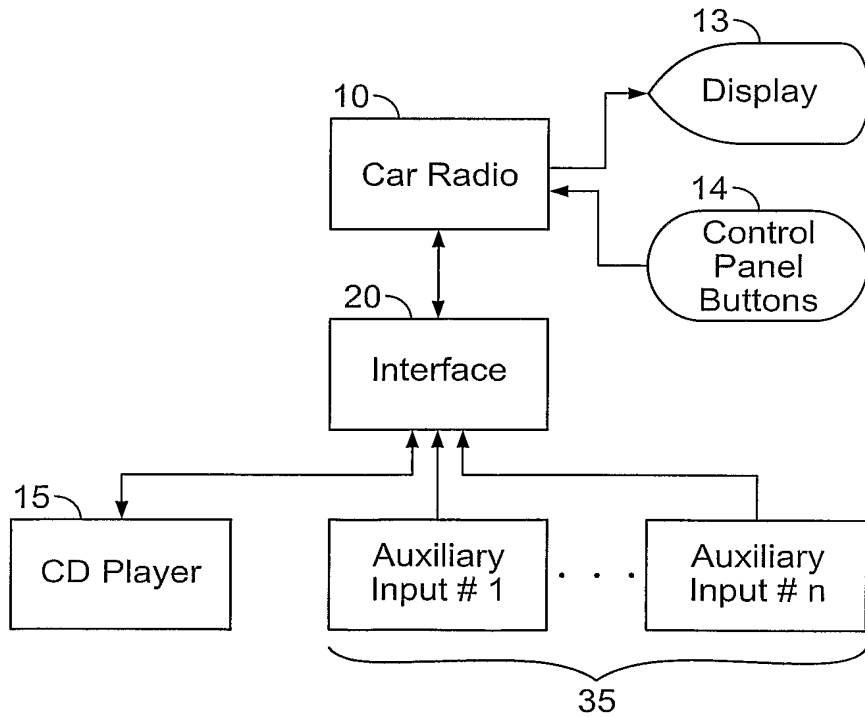 13
Display
10
Car Radio
14
Control
Panel
Buttons
20
Interface
15
CD Player
Auxiliary
Input # 1
. . .
Auxiliary
Input # n
35